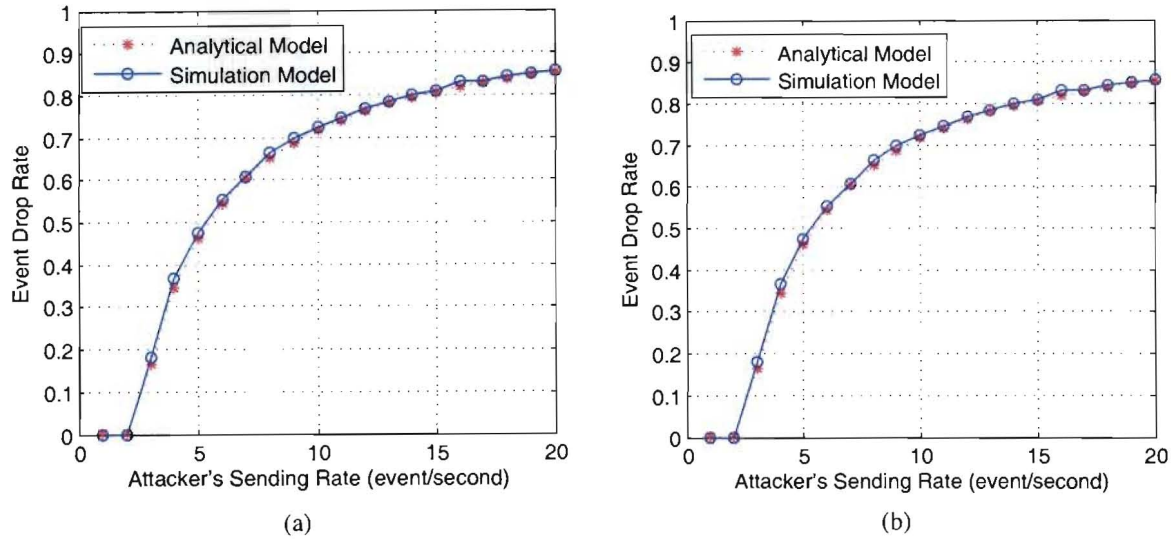 1
0.9
0.8
0.7
0.6
0.5
0.4
0.3
0.2
0.1
0
Event Drop Rate
Analytical Model
Simulation Model
0 5 10 15 20
Attacker's Sending Rate (event/second)
(a)
1
0.9
0.8
0.7
0.6
0.5
0.4
0.3
0.2
0.1
0
Event Drop Rate
Analytical Model
Simulation Model
0 5 10 15 20
Attacker's Sending Rate (event/second)
(b)